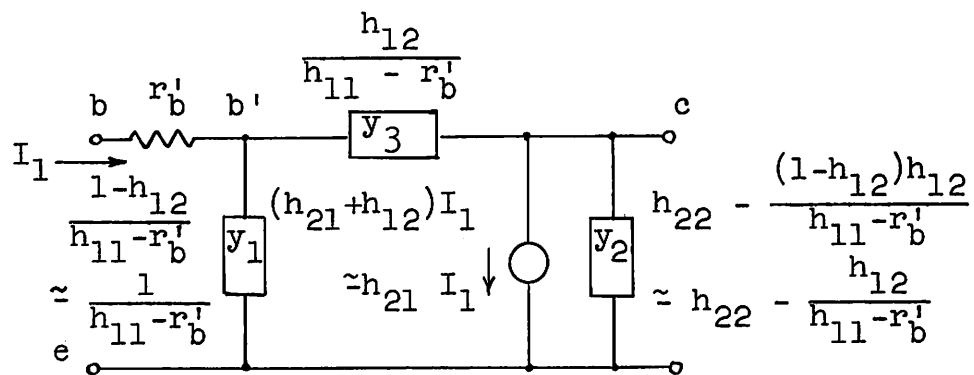 h12
h11 - r'b
b
r'b
b'
y3
c
I1
1-h12
h11-r'b
≃ 1
h11-r'b
y1
(h21+h12)I1
≃h21 I1
y2
h22 - (1-h12)h12
h11-r'b
≃ h22 - h12
h11-r'b
e